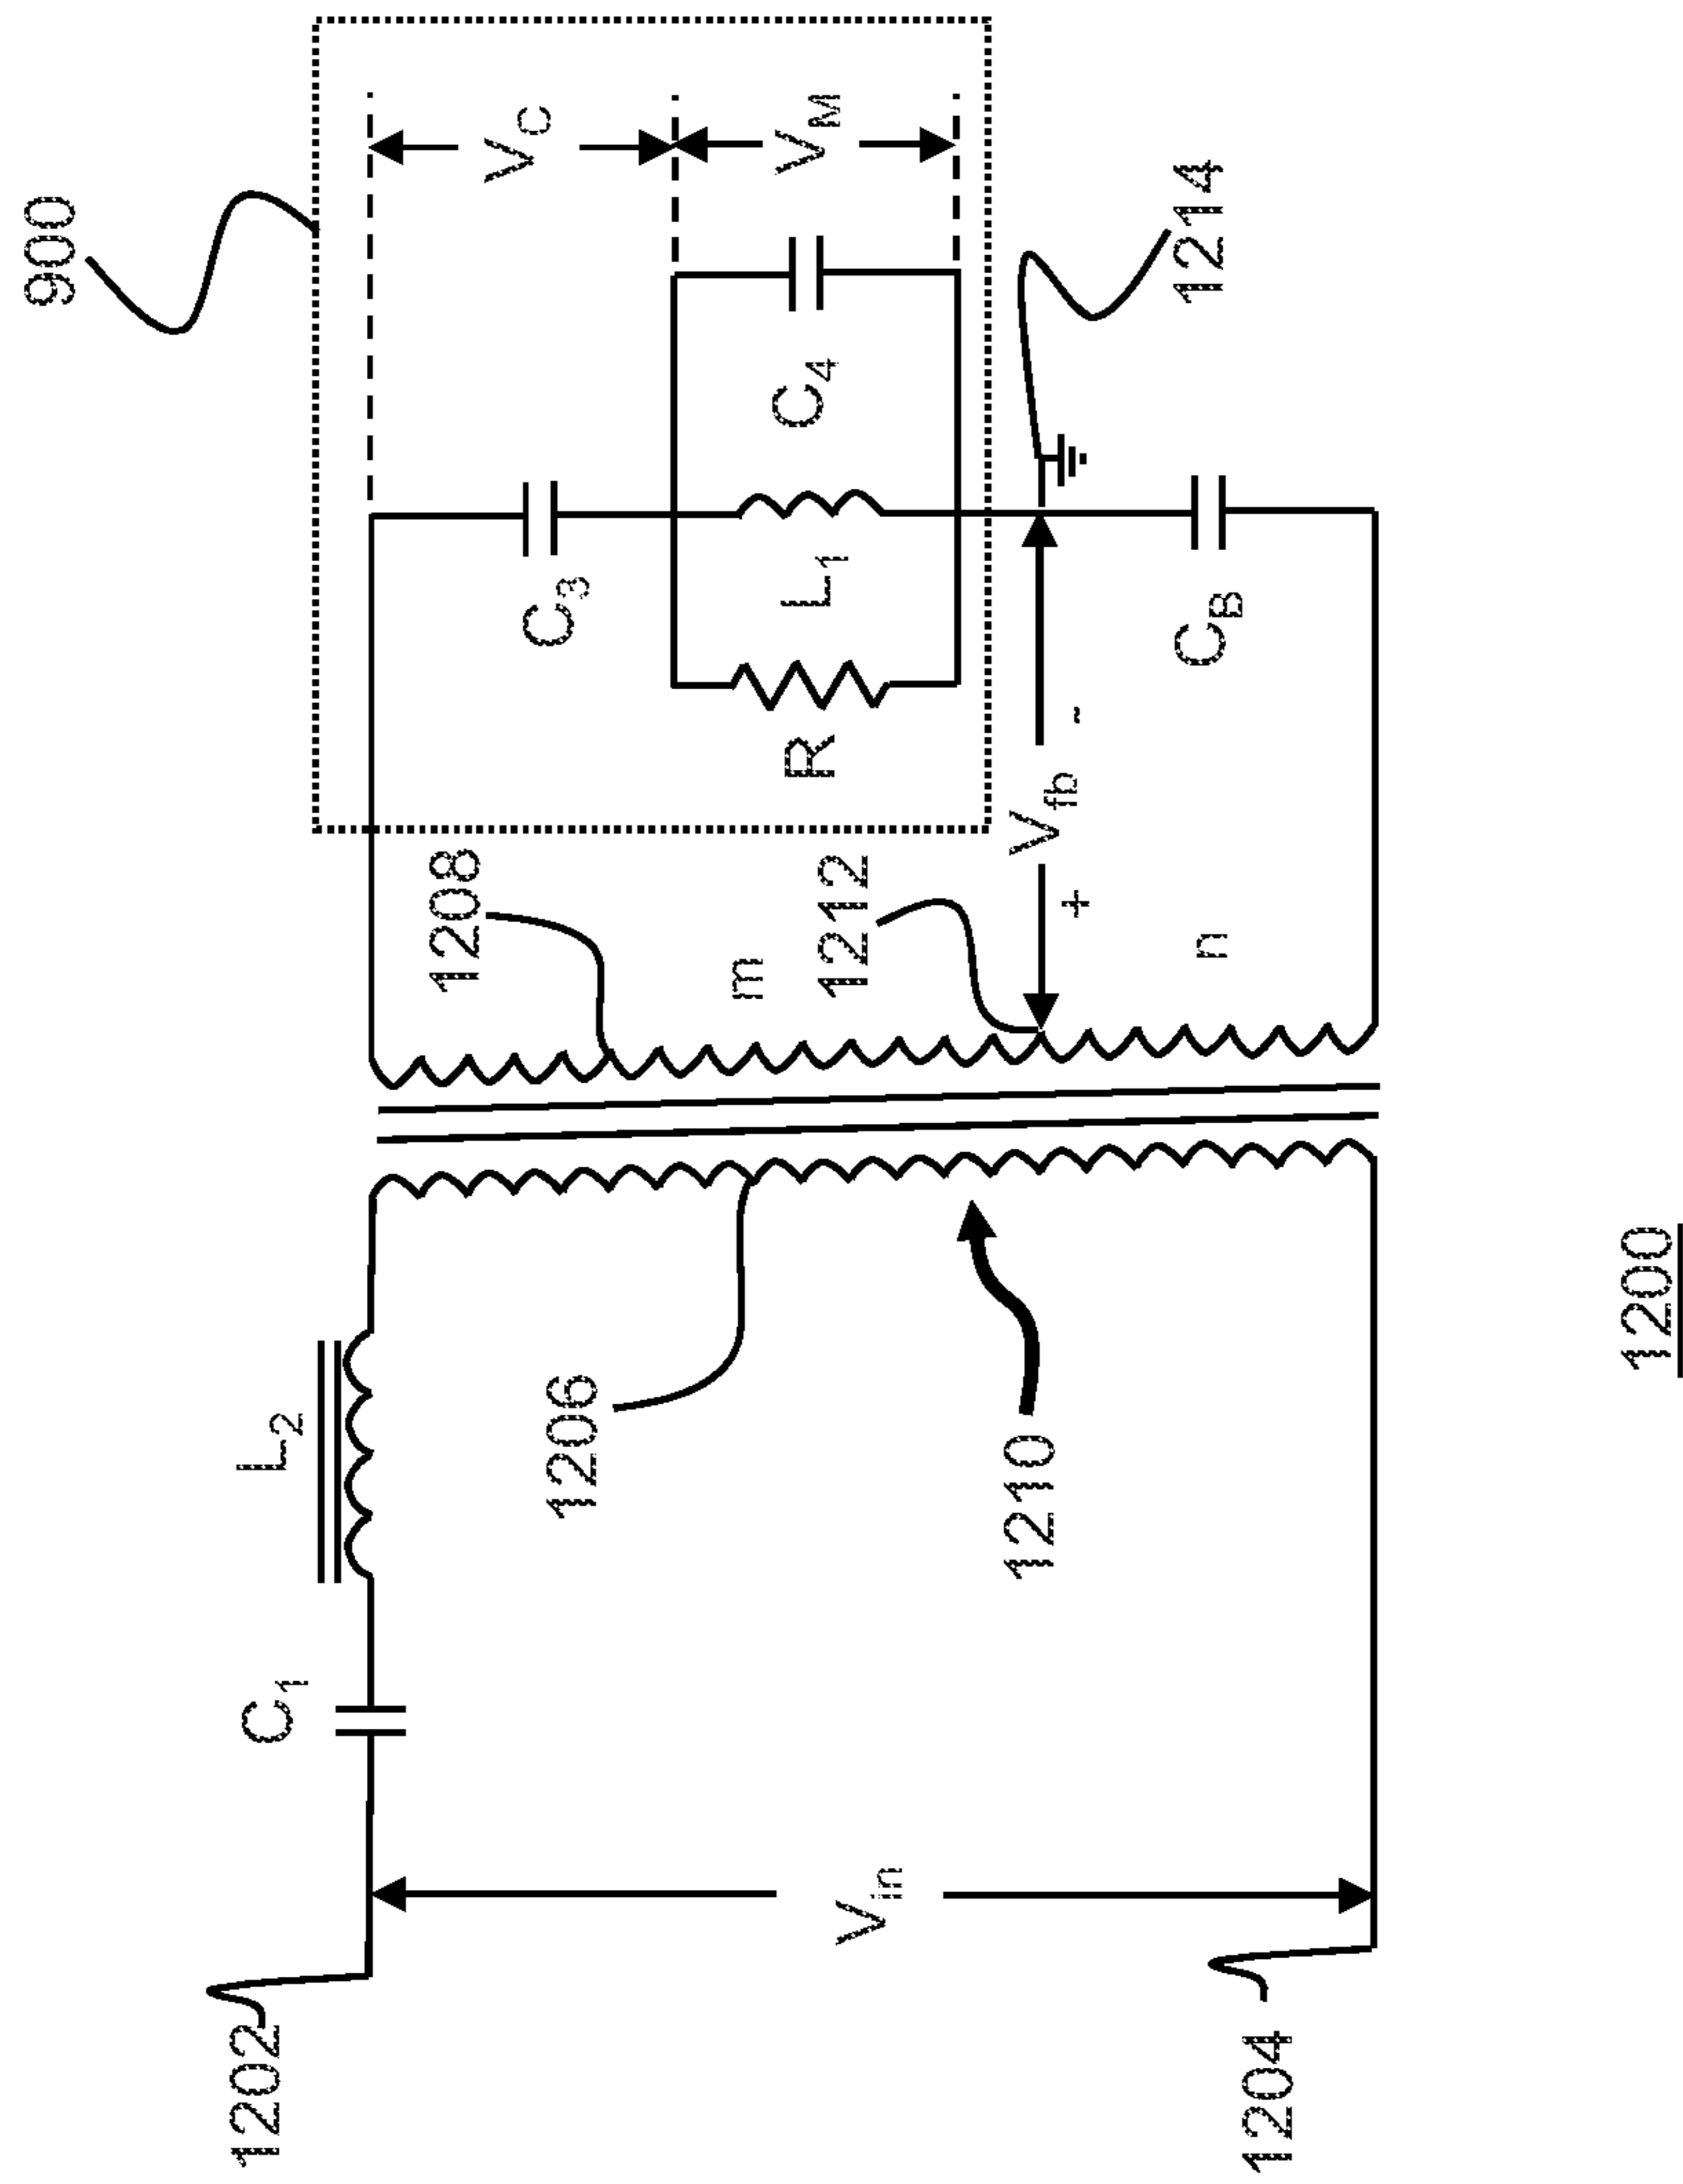 900
V_C
V_M
C_3
C_4
L_1
R
1214
1208
m
1212
V_fb
+
-
C_B
n
L_2
1206
1210
C_1
V_in
1202
1204
1200